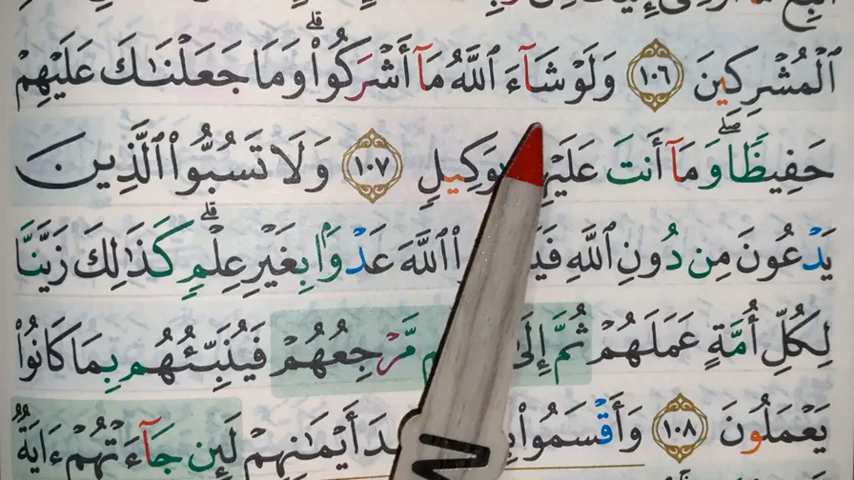 ٱلۡمُشۡرِكِينَ ١٠٦ وَلَوۡ شَآءَ ٱللَّهُ مَآ أَشۡرَكُواْۗ وَمَا جَعَلۡنَٰكَ عَلَيۡهِمۡ
حَفِيظٗاۖ وَمَآ أَنتَ عَلَيۡهِم بِوَكِيلٖ ١٠٧ وَلَا تَسُبُّواْ ٱلَّذِينَ
يَدۡعُونَ مِن دُونِ ٱللَّهِ ٱللَّهَ عَدۡوَۢا بِغَيۡرِ عِلۡمٖۗ كَذَٰلِكَ زَيَّنَّا
لِكُلِّ أُمَّةٍ عَمَلَهُمۡ ثُمَّ إِلَىٰ مَّرۡجِعُهُمۡ فَيُنَبِّئُهُم بِمَا كَانُواْ
يَعۡمَلُونَ ١٠٨ وَأَقۡسَمُواْ أَيۡمَٰنِهِمۡ لَئِن جَآءَتۡهُمۡ ءَايَةٞ